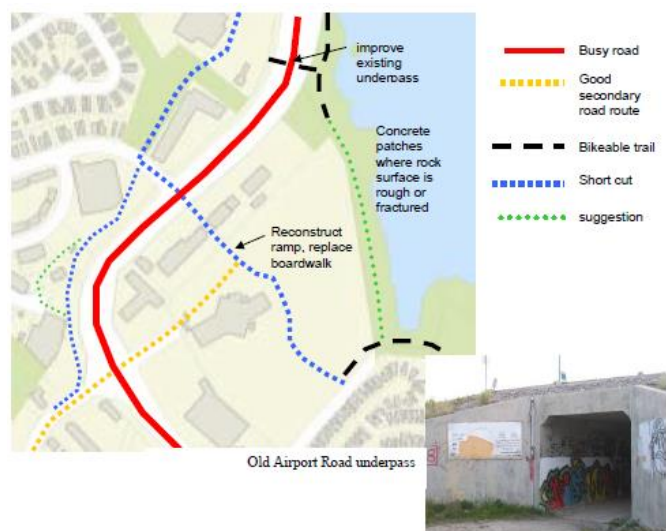 improve
existing
underpass
Concrete
patches
where rock
surface is
rough or
fractured
Reconstruct
ramp, replace
boardwalk
Busy road
Good
secondary
road route
Bikeable trail
Short cut
suggestion
Old Airport Road underpass